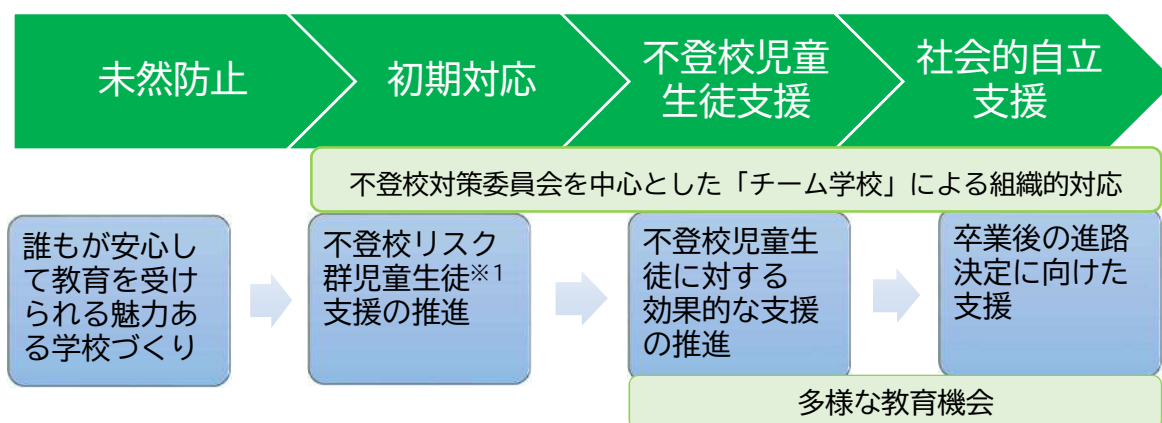 未然防止
初期対応
不登校児童
生徒支援
社会的自立
支援
不登校対策委員会を中心とした「チーム学校」による組織的対応
誰もが安心し
て教育を受け
られる魅力あ
る学校づくり
不登校リスク
群児童生徒※1
支援の推進
不登校児童生
徒に対する
効果的な支援
の推進
卒業後の進路
決定に向けた
支援
多様な教育機会